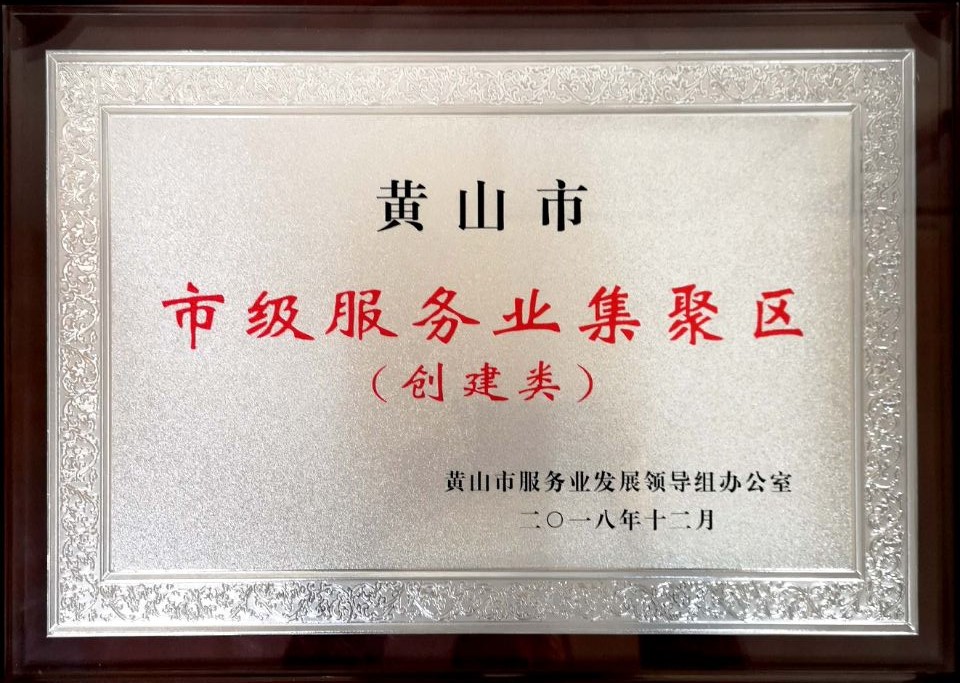 黄山市
市级服务业集聚区
（创建类）
黄山市服务业发展领导组办公室
二〇一八年十二月